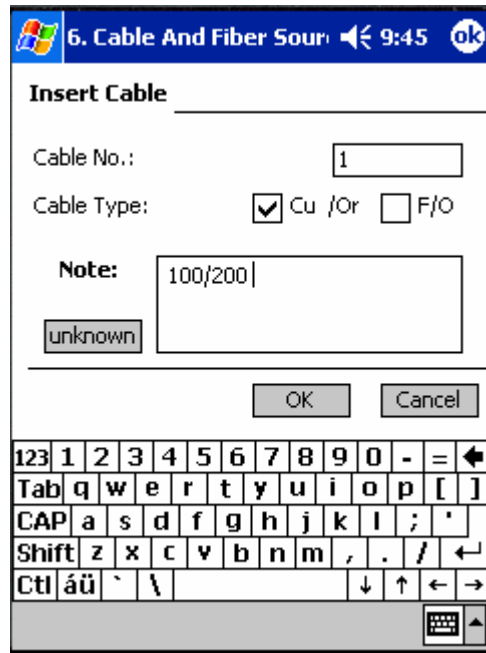 6. Cable And Fiber Sour 9:45 ok
Insert Cable
Cable No.: 1
Cable Type: Cu /Or F/O
Note: 100/200
unknown
OK Cancel
123 1 2 3 4 5 6 7 8 9 0 - =
Tab q w e r t y u i o p [ ]
CAP a s d f g h j k l ; '
Shift z x c v b n m , . /
Ctl áü ` \ ↓ ↑ ← →